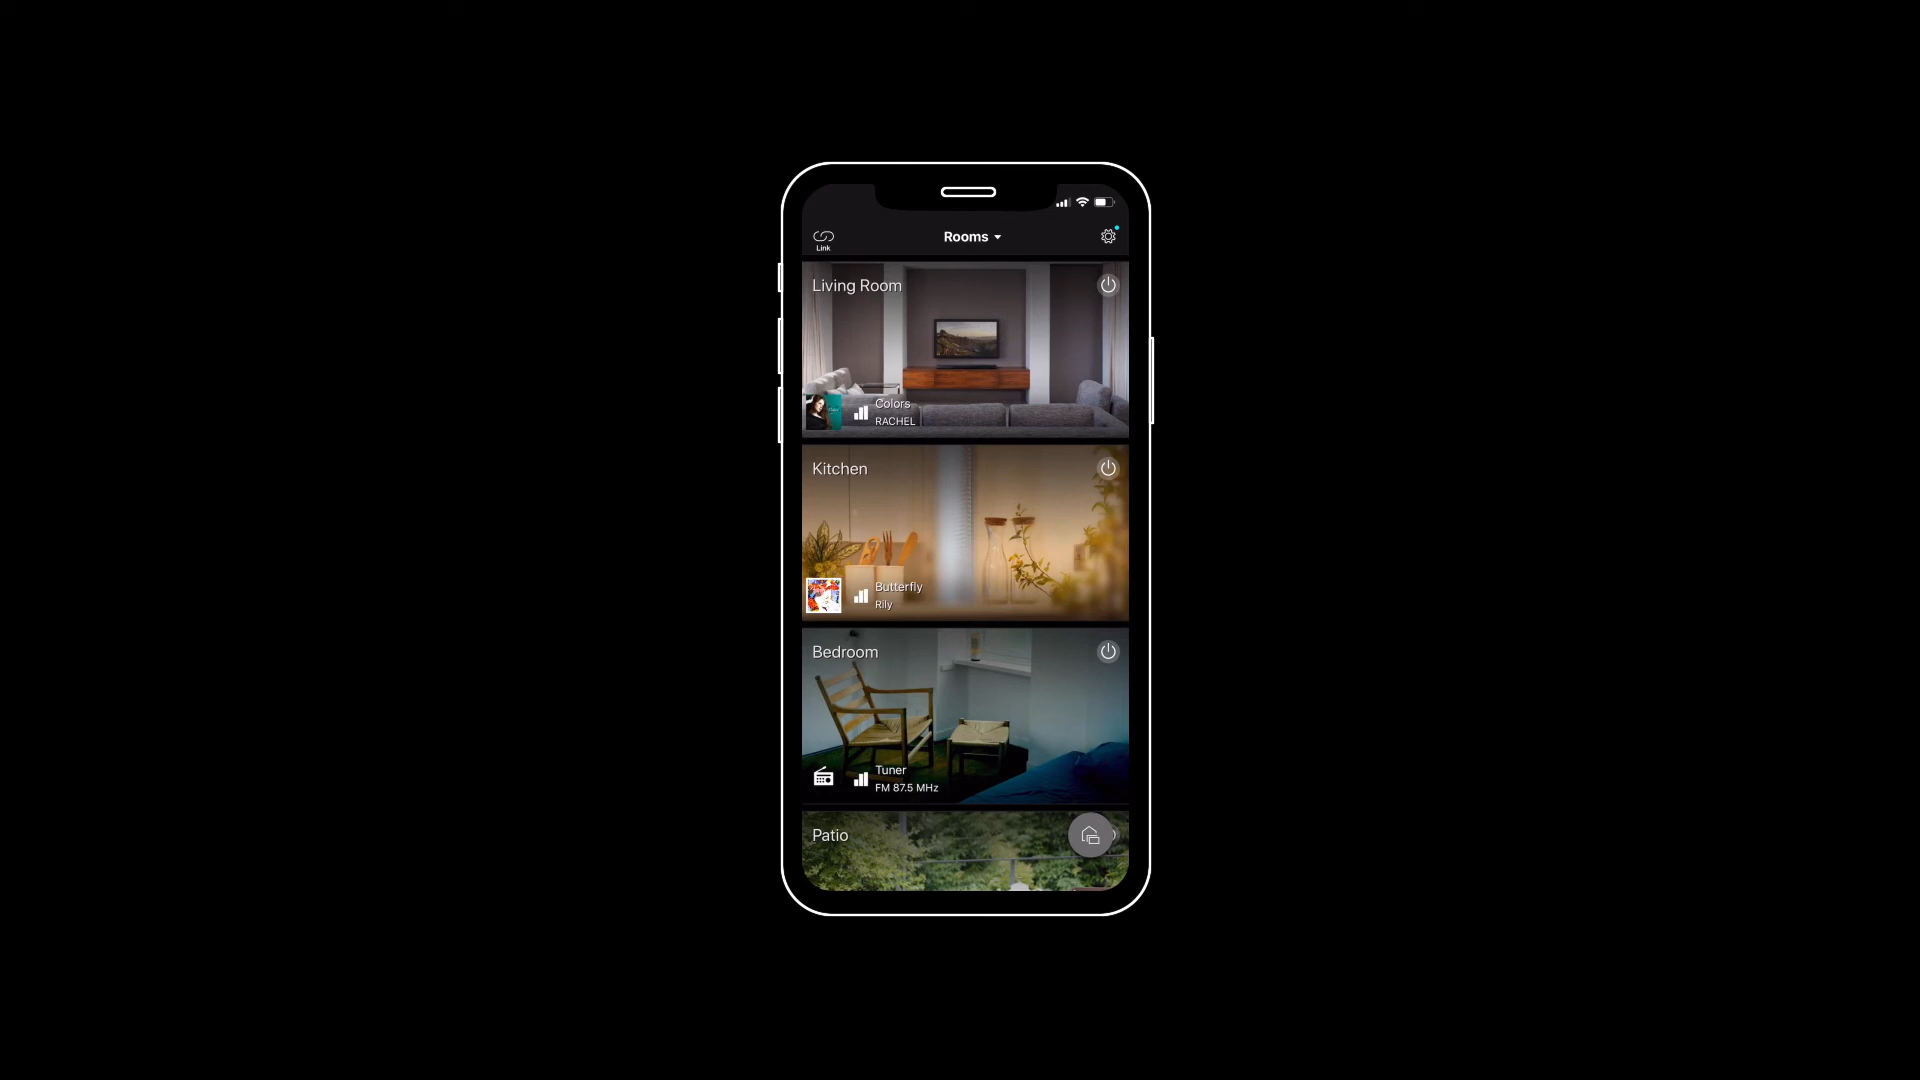 Rooms
Link
Living Room
Colors
RACHEL
Kitchen
Butterfly
Rily
Bedroom
Tuner
FM 87.5 MHz
Patio